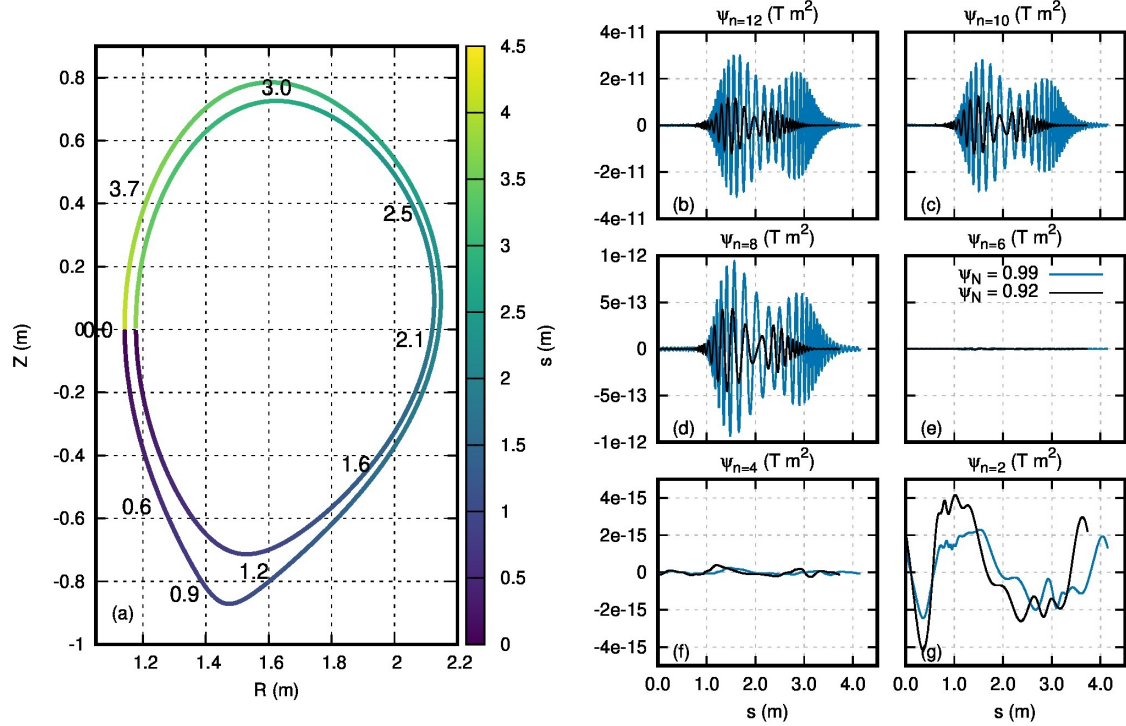 0.8
0.6
0.4
0.2
0
-0.2
-0.4
-0.6
-0.8
-1
Z (m)
1.2
1.4
1.6
1.8
2
2.2
R (m)
3.0
3.7
2.5
0.0
2.1
1.6
0.6
1.2
0.9
(a)
4.5
4
3.5
3
2.5
2
1.5
1
0.5
0
s (m)
ψn=12 (T m²)
4e-11
2e-11
0
-2e-11
-4e-11
(b)
ψn=10 (T m²)
(c)
ψn=8 (T m²)
1e-12
5e-13
0
-5e-13
-1e-12
(d)
ψn=6 (T m²)
ψN = 0.99
ψN = 0.92
(e)
ψn=4 (T m²)
4e-15
2e-15
0
-2e-15
-4e-15
(f)
0.0
1.0
2.0
3.0
4.0
s (m)
ψn=2 (T m²)
(g)
0.0
1.0
2.0
3.0
4.0
s (m)